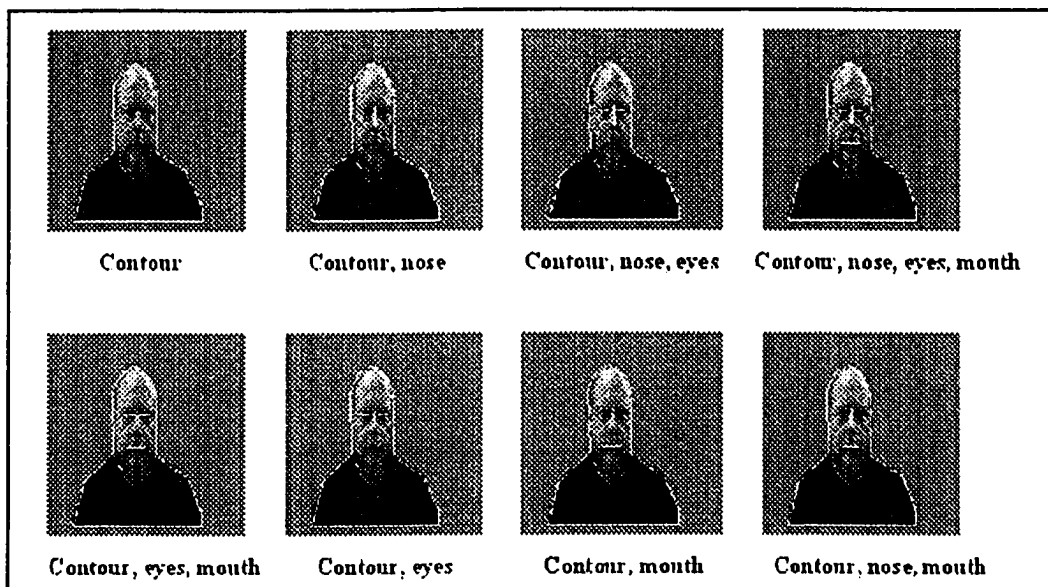 Contour
Contour, nose
Contour, nose, eyes
Contour, nose, eyes, mouth
Contour, eyes, mouth
Contour, eyes
Contour, mouth
Contour, nose, mouth